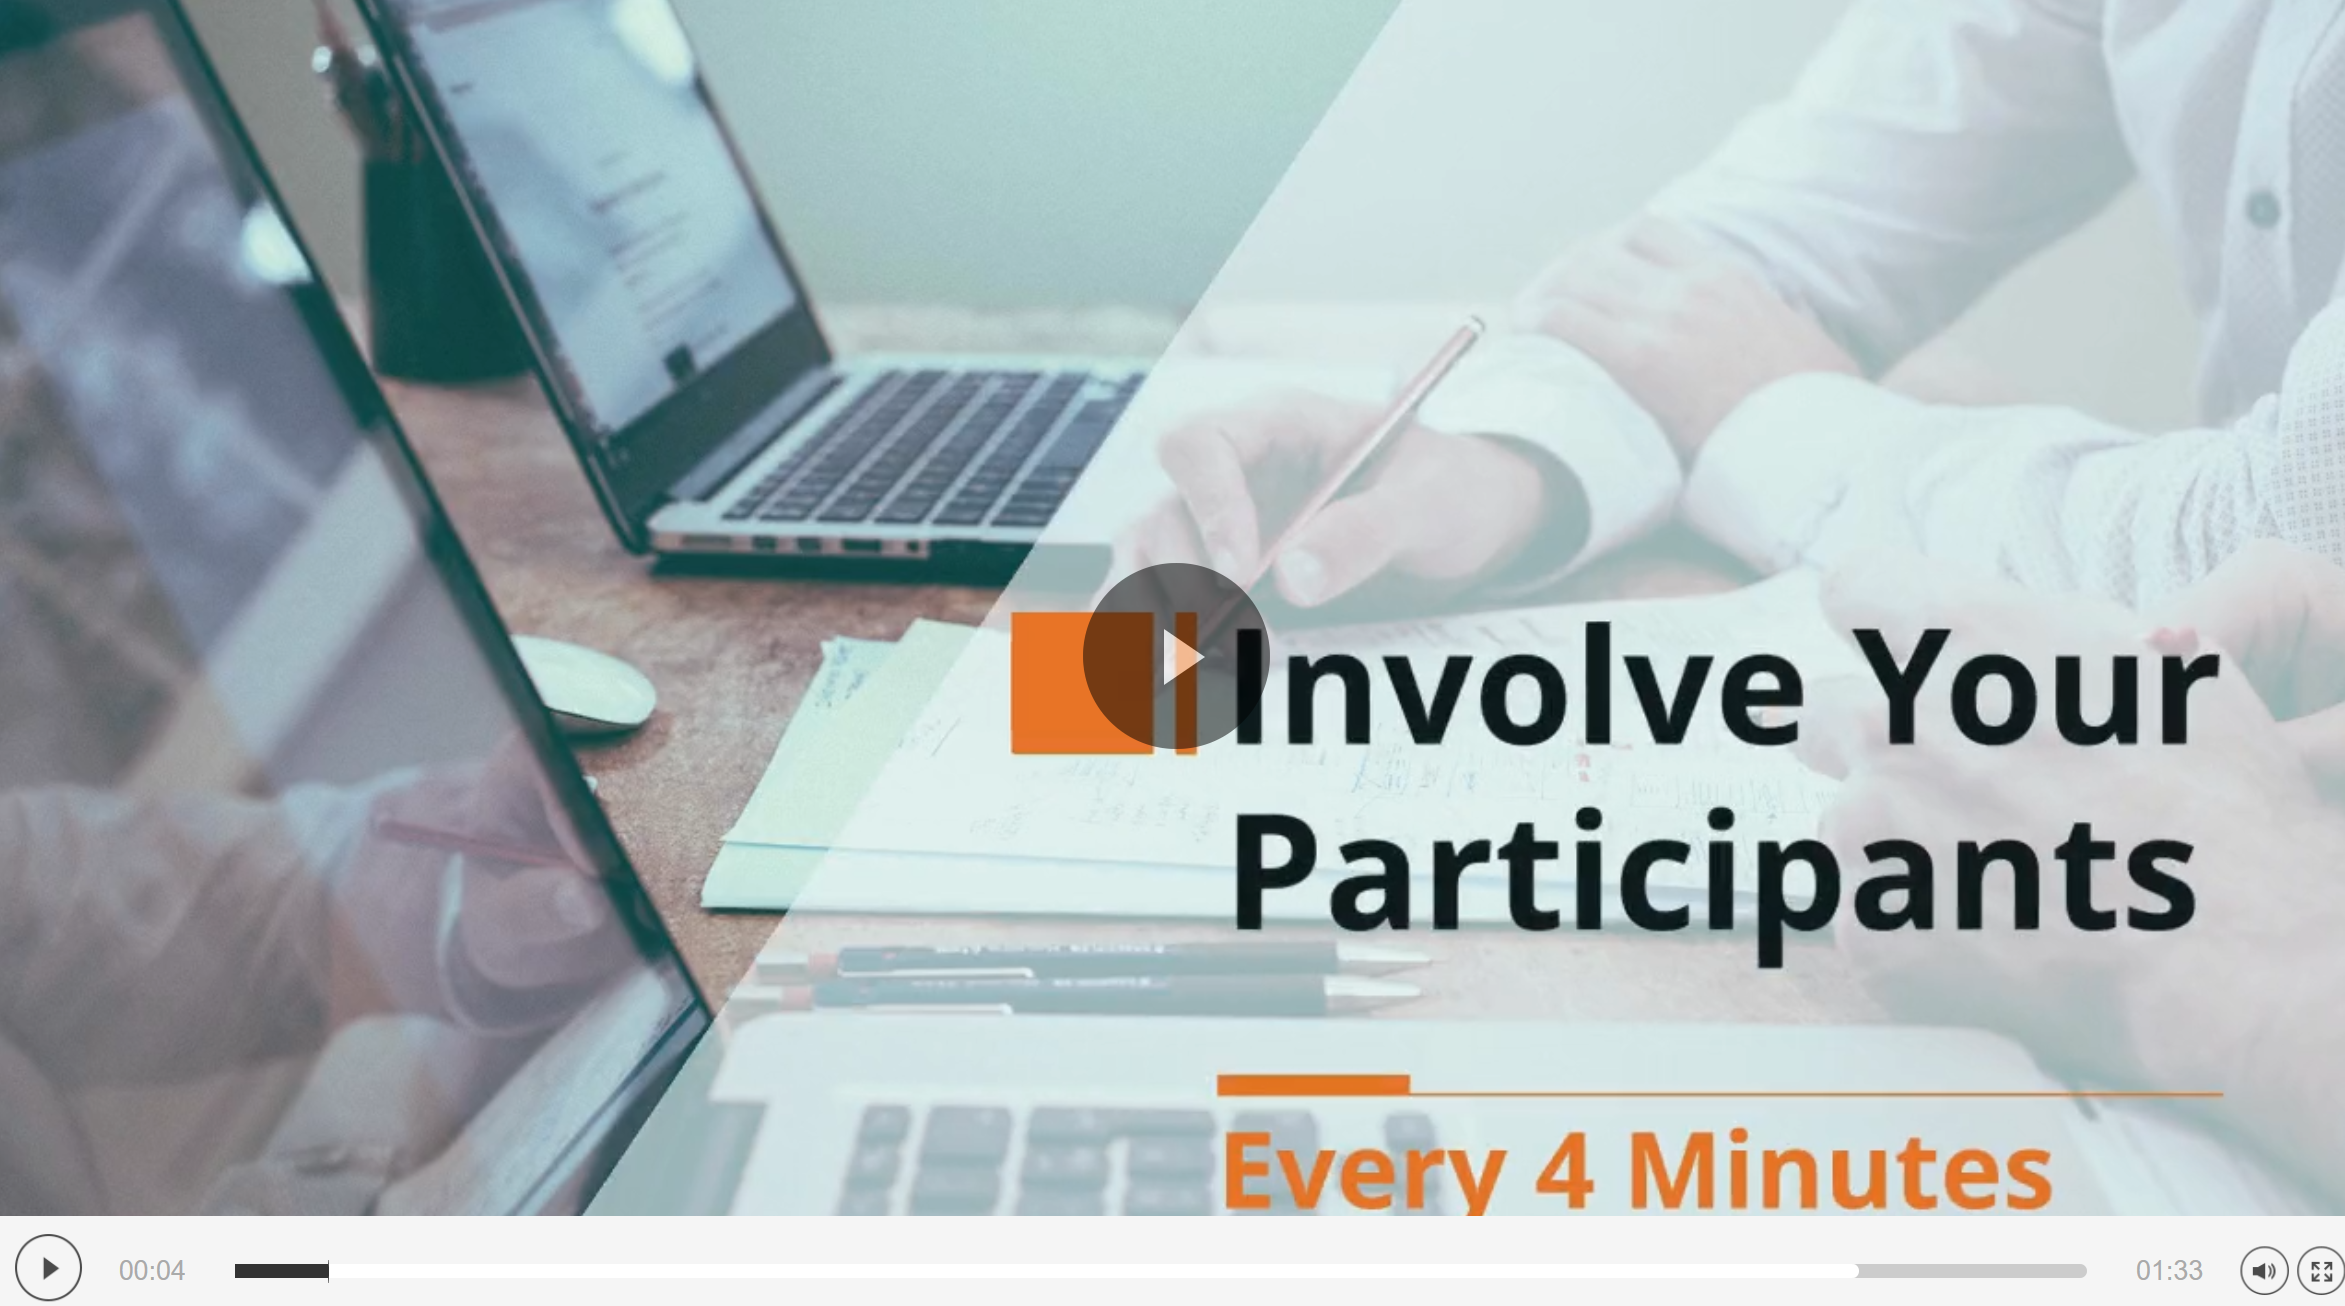 Involve Your
Participants
Every 4 Minutes
00:04
01:33